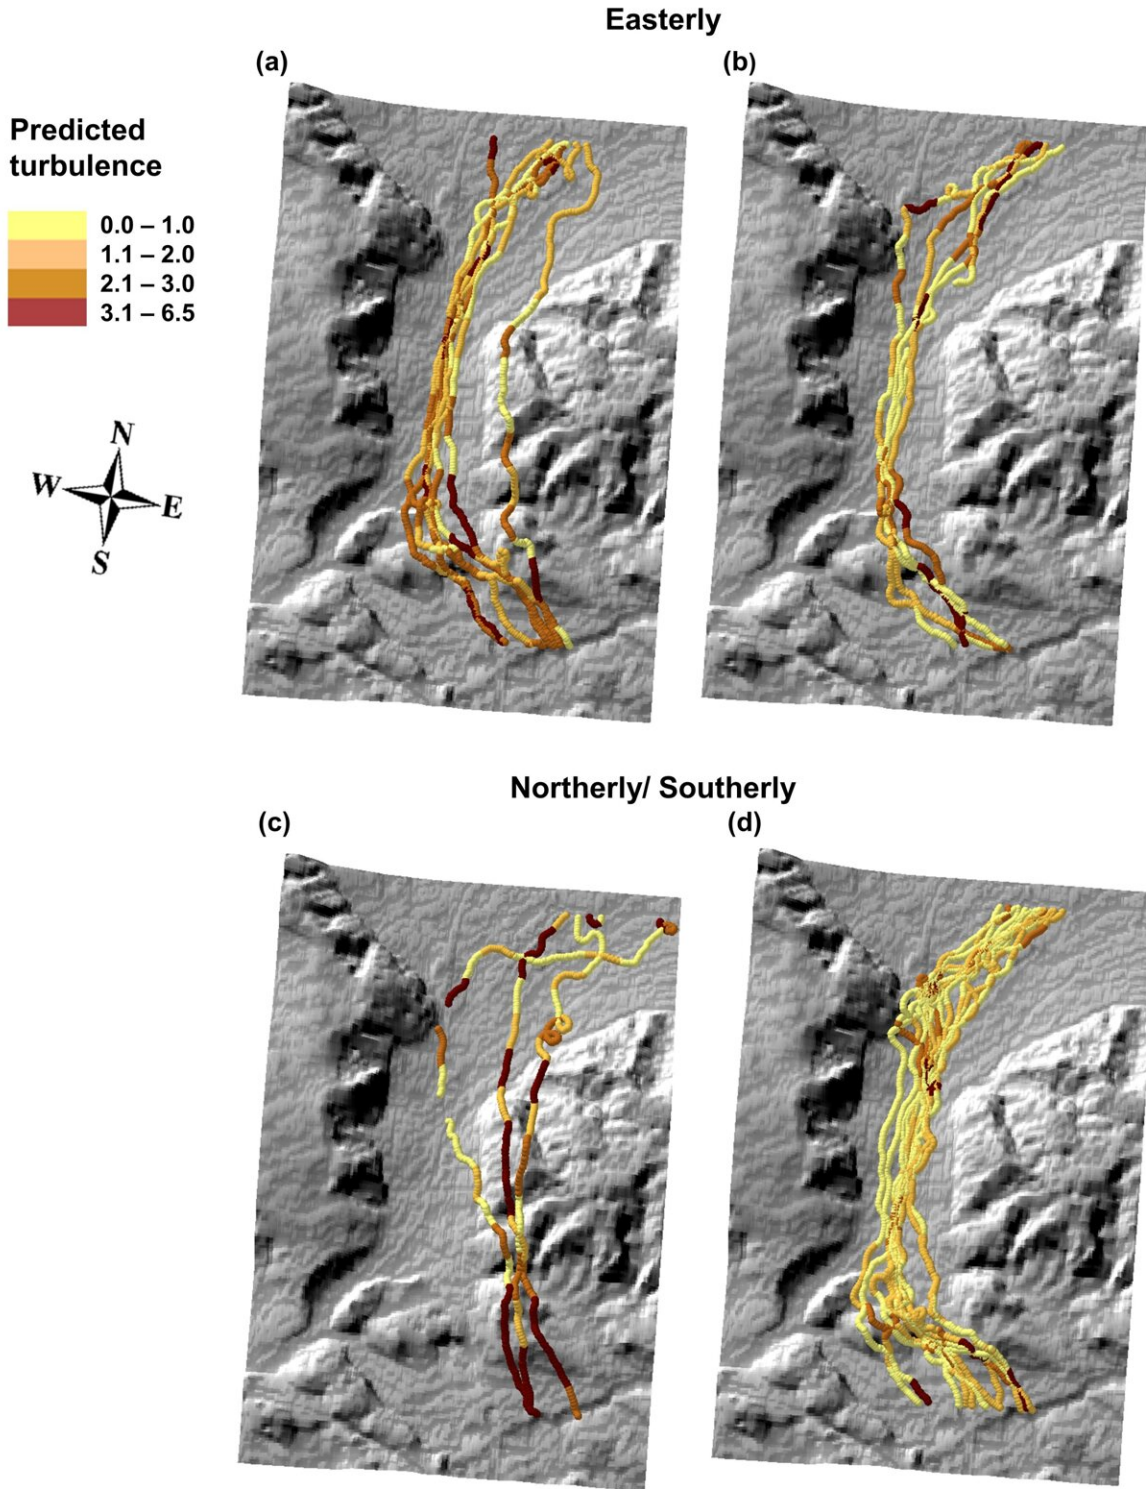 Easterly
(a)
(b)
Predicted
turbulence
0.0 – 1.0
1.1 – 2.0
2.1 – 3.0
3.1 – 6.5
N
W
E
S
Northerly/ Southerly
(c)
(d)